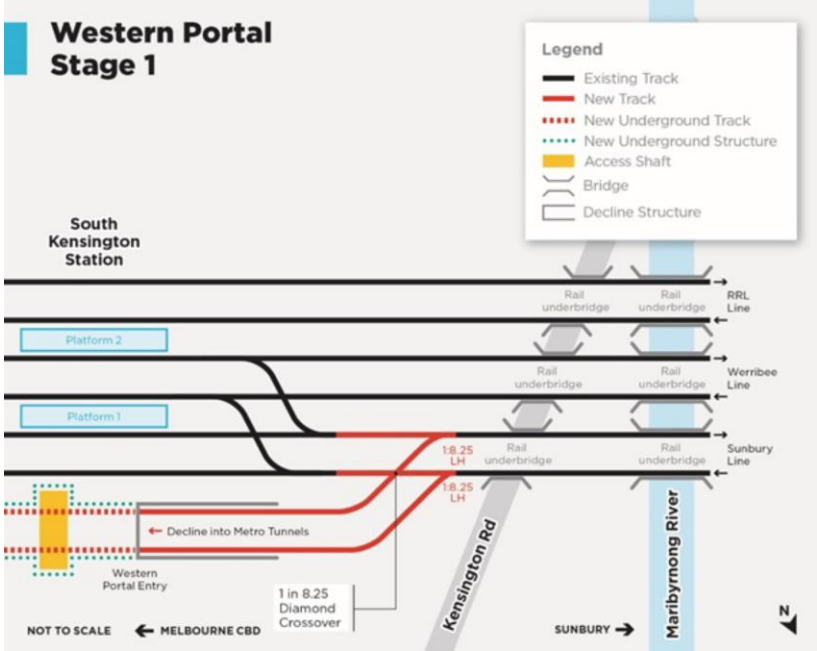 Western Portal
Stage 1
Legend
Existing Track
New Track
New Underground Track
New Underground Structure
Access Shaft
Bridge
Decline Structure
South
Kensington
Station
Rail
underbridge
Rail
underbridge
RRL
Line
Platform 2
Rail
underbridge
Rail
underbridge
Werribee
Line
Platform 1
1:8.25
LH
Rail
underbridge
Rail
underbridge
Sunbury
Line
1:8.25
LH
Decline into Metro Tunnels
Western
Portal Entry
1 in 8.25
Diamond
Crossover
Kensington Rd
Maribyrnong River
NOT TO SCALE
MELBOURNE CBD
SUNBURY
N